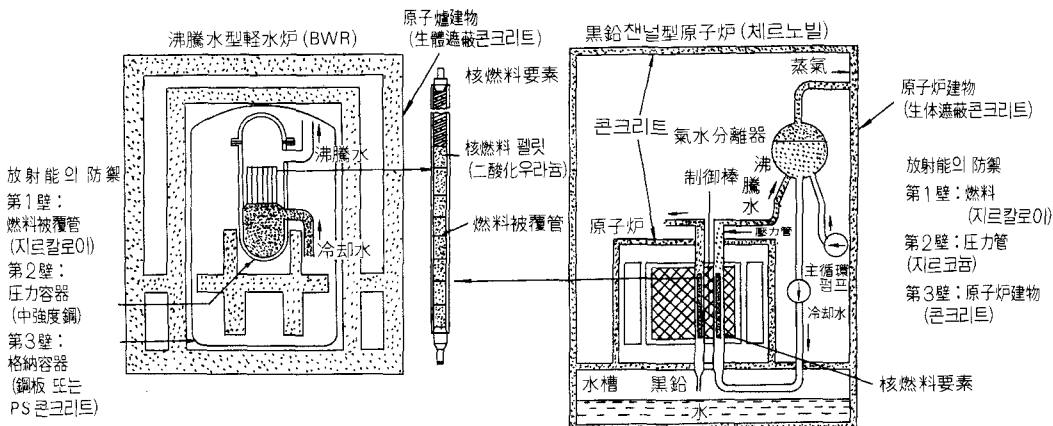 沸騰水型軽水炉(BWR)
原子爐建物
(生體遮蔽콘크리트)
核燃料要素
核燃料 펠릿
(二酸化우라늄)
燃料被覆管
沸騰水
冷却水
放射能의 防禦
第1壁:
燃料被覆管
(지르칼로이)
第2壁:
圧力容器
(中強度鋼)
第3壁:
格納容器
(鋼板 또는
PS콘크리트)
黒鉛챈널型原子炉(체르노빌)
蒸氣
原子炉建物
(生体遮蔽콘크리트)
콘크리트
氣水分離器
沸騰水
制御棒
原子炉
壓力管
主循環
펌프
冷却水
水槽
黒鉛
水
核燃料要素
放射能의 防禦
第1壁:燃料
(지르칼로이)
第2壁:圧力管
(지르코늄)
第3壁:原子炉建物
(콘크리트)